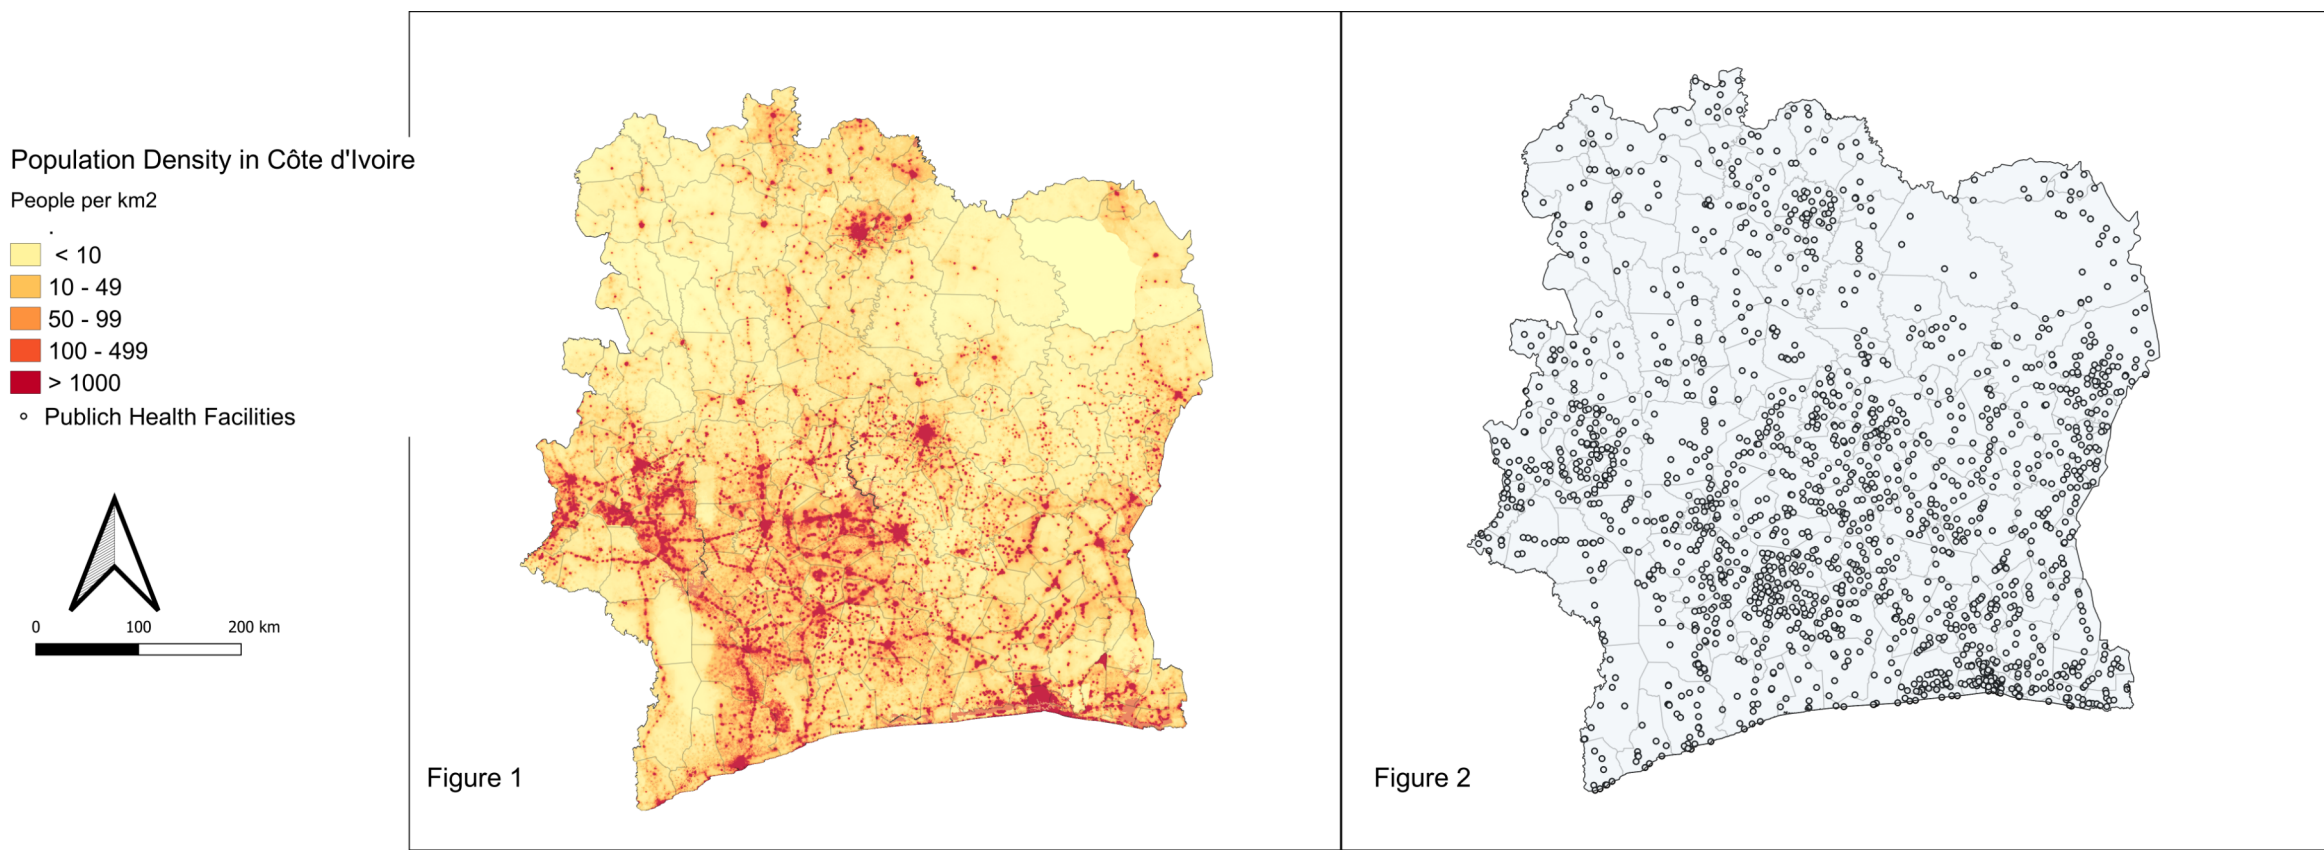 Population Density in Côte d'Ivoire
People per km2
< 10
10 - 49
50 - 99
100 - 499
> 1000
Publich Health Facilities
0 100 200 km
Figure 1
Figure 2